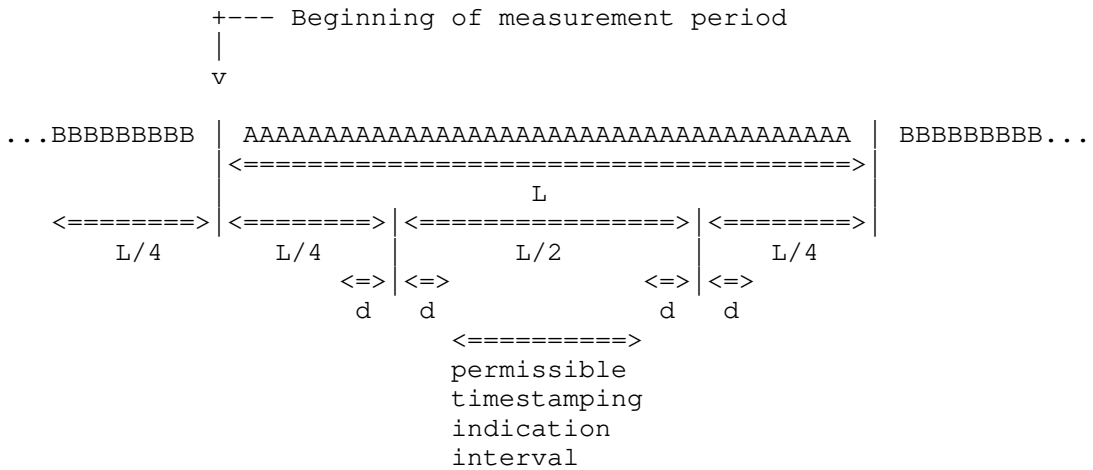 +--- Beginning of measurement period
|
v
...BBBBBBBBB | AAAAAAAAAAAAAAAAAAAAAAAAAAAAAAAAAAAAAA | BBBBBBBBB...
|<======================================>|
| L |
<========>|<========>|<================>|<========>|
L/4 L/4 | L/2 | L/4
<=>|<=> <=>|<=>
d d d d
<==========>
permissible
timestamping
indication
interval